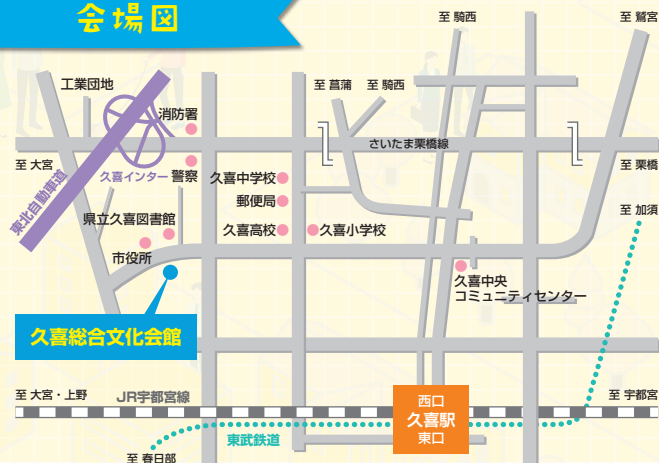 会場図
至 騎西
至 鷲宮
工業団地
至 菖蒲
至 騎西
消防署
さいたま栗橋線
至 大宮
久喜インター
警察
至 栗橋
東北自動車道
久喜中学校
郵便局
県立久喜図書館
久喜高校
久喜小学校
至 加須
市役所
久喜中央
コミュニティセンター
久喜総合文化会館
至 大宮・上野
JR宇都宮線
西口
久喜駅
東口
至 宇都宮
東武鉄道
至 春日部